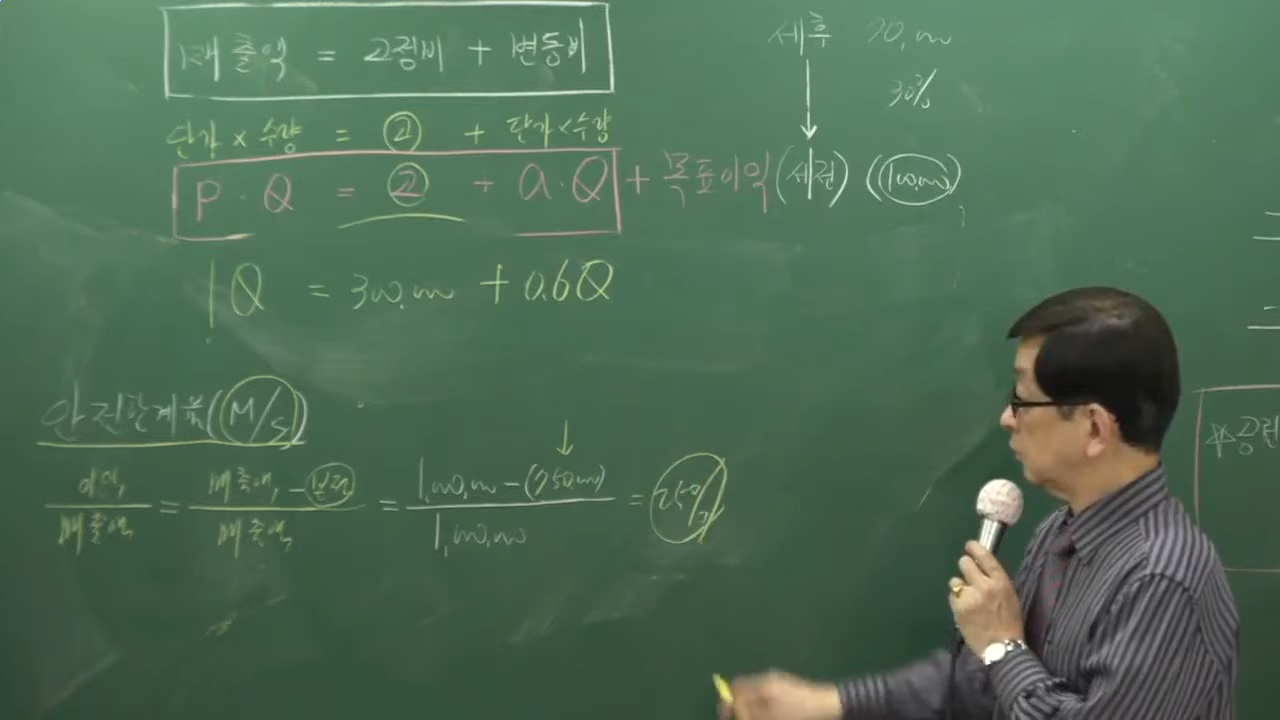 매출액 = 고정비 + 변동비
세후 70,000
30%
단가 × 수량 = ② + 단가 × 수량
P · Q = ② + a · Q + 목표이익 (세전) (100,000)
1Q = 300,000 + 0.6Q
안전한계율 (M/S)
이익 / 매출액 = 매출액 - 분점 / 매출액 = 1,000,000 - (750,000) / 1,000,000 = 25%